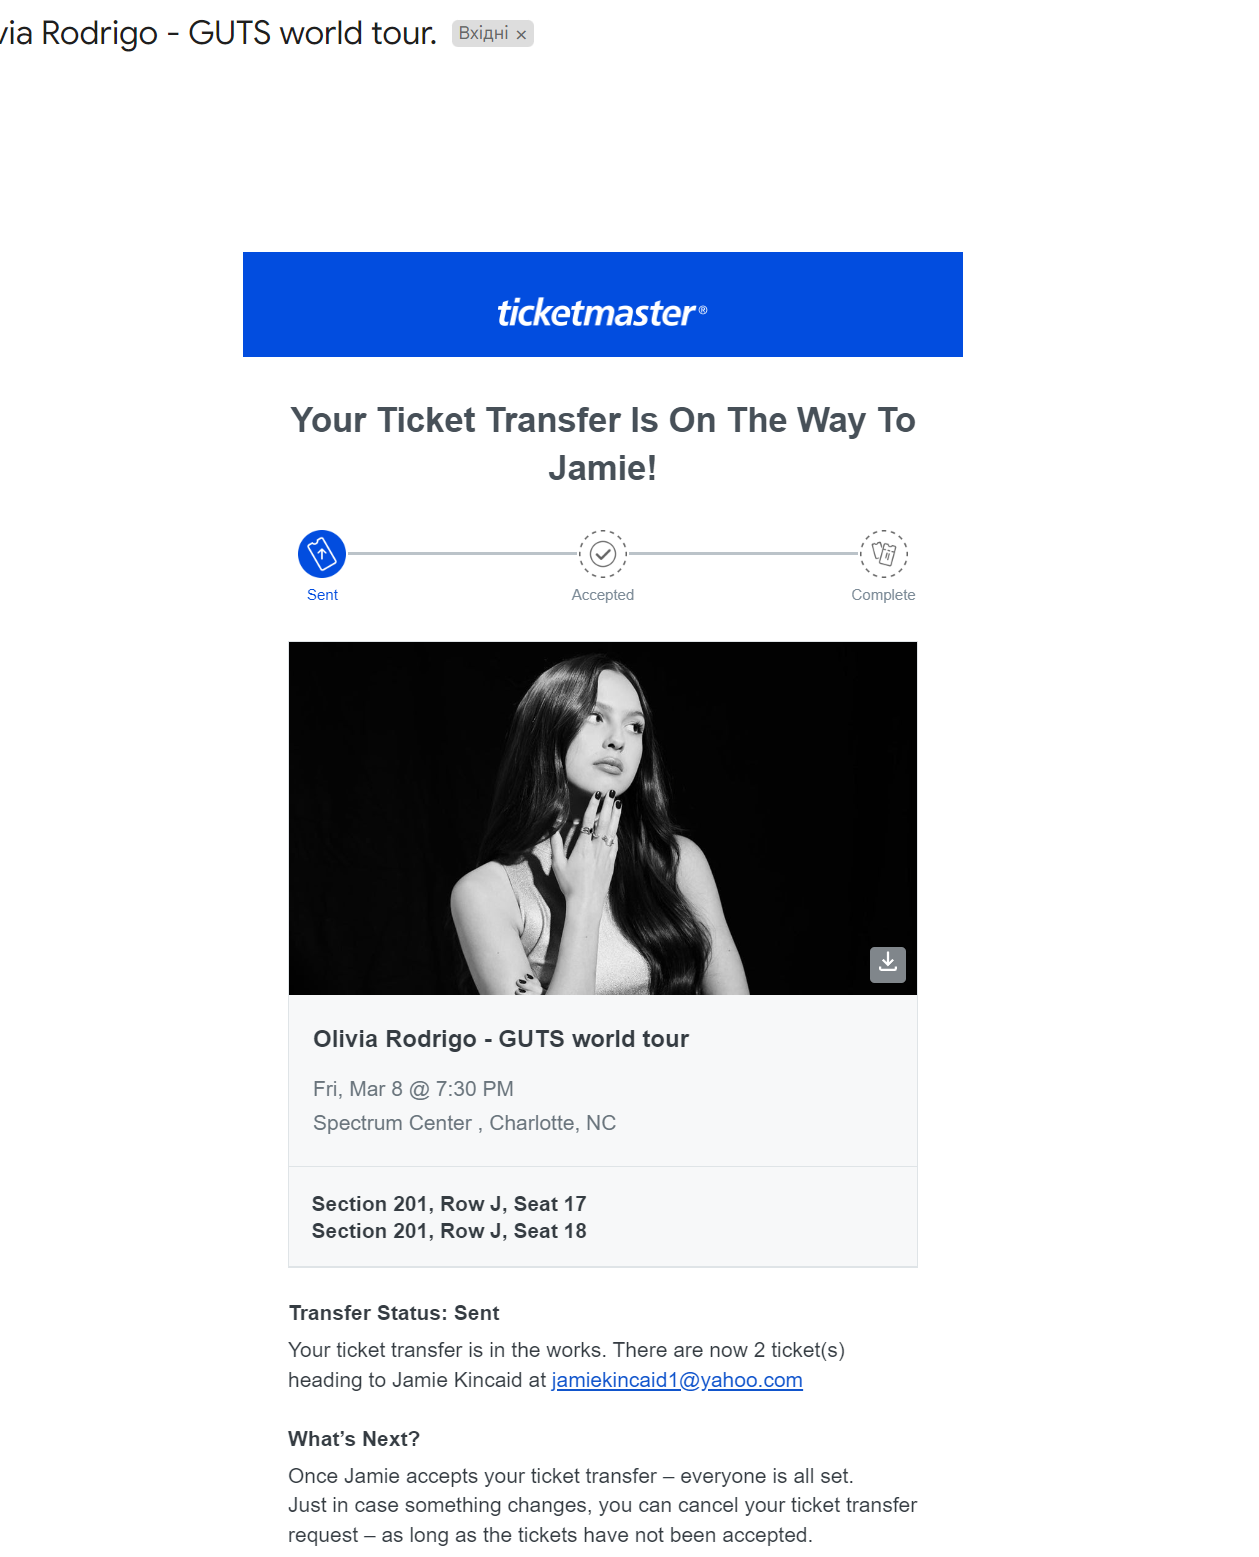 via Rodrigo - GUTS world tour. Вхідні ×
ticketmaster®
Your Ticket Transfer Is On The Way To
Jamie!
Sent Accepted Complete
Olivia Rodrigo - GUTS world tour
Fri, Mar 8 @ 7:30 PM
Spectrum Center , Charlotte, NC
Section 201, Row J, Seat 17
Section 201, Row J, Seat 18
Transfer Status: Sent
Your ticket transfer is in the works. There are now 2 ticket(s)
heading to Jamie Kincaid at jamiekincaid1@yahoo.com
What’s Next?
Once Jamie accepts your ticket transfer – everyone is all set.
Just in case something changes, you can cancel your ticket transfer
request – as long as the tickets have not been accepted.